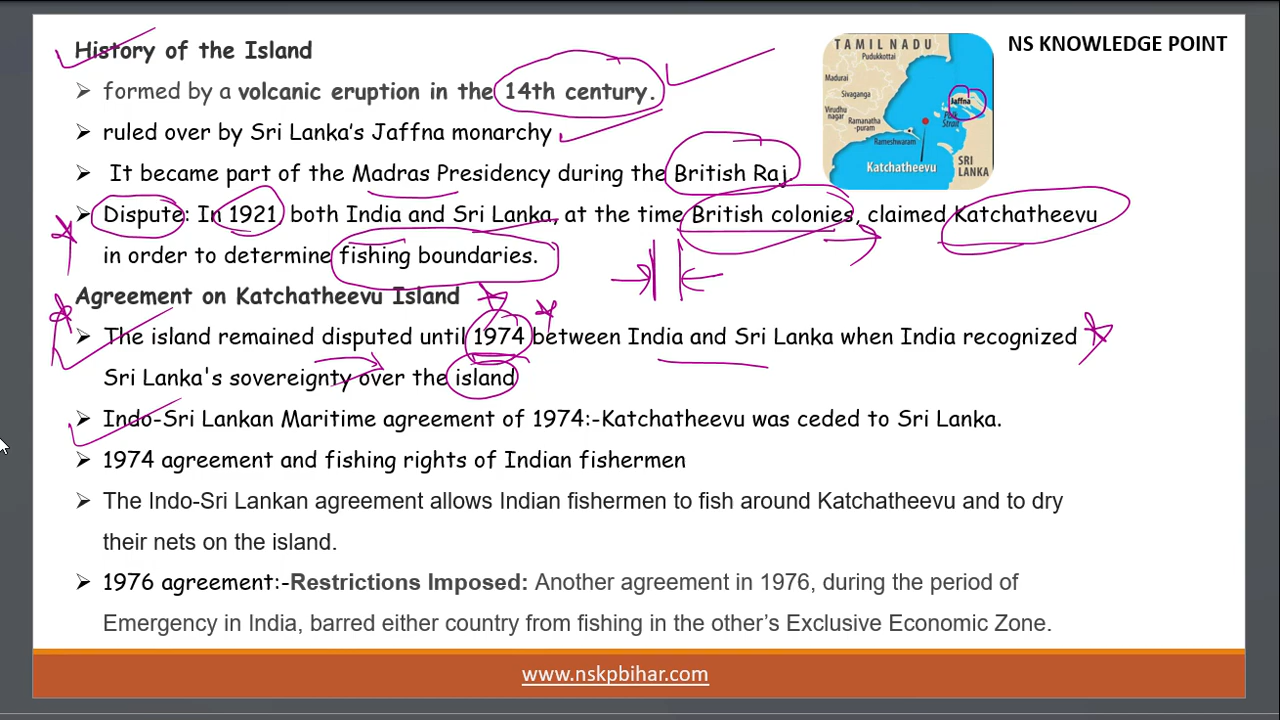 History of the Island
NS KNOWLEDGE POINT
➢ formed by a volcanic eruption in the 14th century.
➢ ruled over by Sri Lanka's Jaffna monarchy
➢ It became part of the Madras Presidency during the British Raj.
➢ Dispute: In 1921 both India and Sri Lanka, at the time British colonies, claimed Katchatheevu
in order to determine fishing boundaries.
Agreement on Katchatheevu Island
➢ The island remained disputed until 1974 between India and Sri Lanka when India recognized
Sri Lanka's sovereignty over the island
➢ Indo-Sri Lankan Maritime agreement of 1974:-Katchatheevu was ceded to Sri Lanka.
➢ 1974 agreement and fishing rights of Indian fishermen
➢ The Indo-Sri Lankan agreement allows Indian fishermen to fish around Katchatheevu and to dry
their nets on the island.
➢ 1976 agreement:-Restrictions Imposed: Another agreement in 1976, during the period of
Emergency in India, barred either country from fishing in the other's Exclusive Economic Zone.
TAMIL NADU
Pudukkottai
Madurai
Sivaganga
Jaffna
Virudhu
nagar
Ramanatha
-puram
Palk
Strait
Rameshwaram
Katchatheevu
SRI
LANKA
www.nskpbihar.com